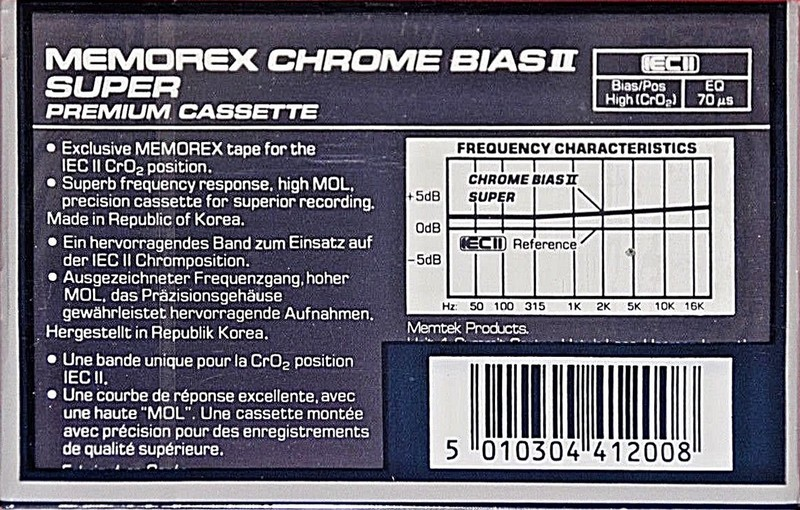 MEMOREX CHROME BIAS II
SUPER
PREMIUM CASSETTE
IEC II
Bias/Pos
High (CrO₂)
EQ
70 µs
• Exclusive MEMOREX tape for the
IEC II CrO₂ position.
• Superb frequency response, high MOL,
precision cassette for superior recording.
Made in Republic of Korea.
• Ein hervorragendes Band zum Einsatz auf
der IEC II Chromposition.
• Ausgezeichneter Frequenzgang, hoher
MOL, das Präzisionsgehäuse
gewährleistet hervorragende Aufnahmen.
Hergestellt in Republik Korea.
• Une bande unique pour la CrO₂ position
IEC II.
• Une courbe de réponse excellente, avec
une haute "MOL". Une cassette montée
avec précision pour des enregistrements
de qualité supérieure.
FREQUENCY CHARACTERISTICS
CHROME BIAS II
SUPER
+5dB
0dB
IEC II Reference
-5dB
Hz: 50 100 315 1K 2K 5K 10K 16K
Memtek Products.
5 010304 412008